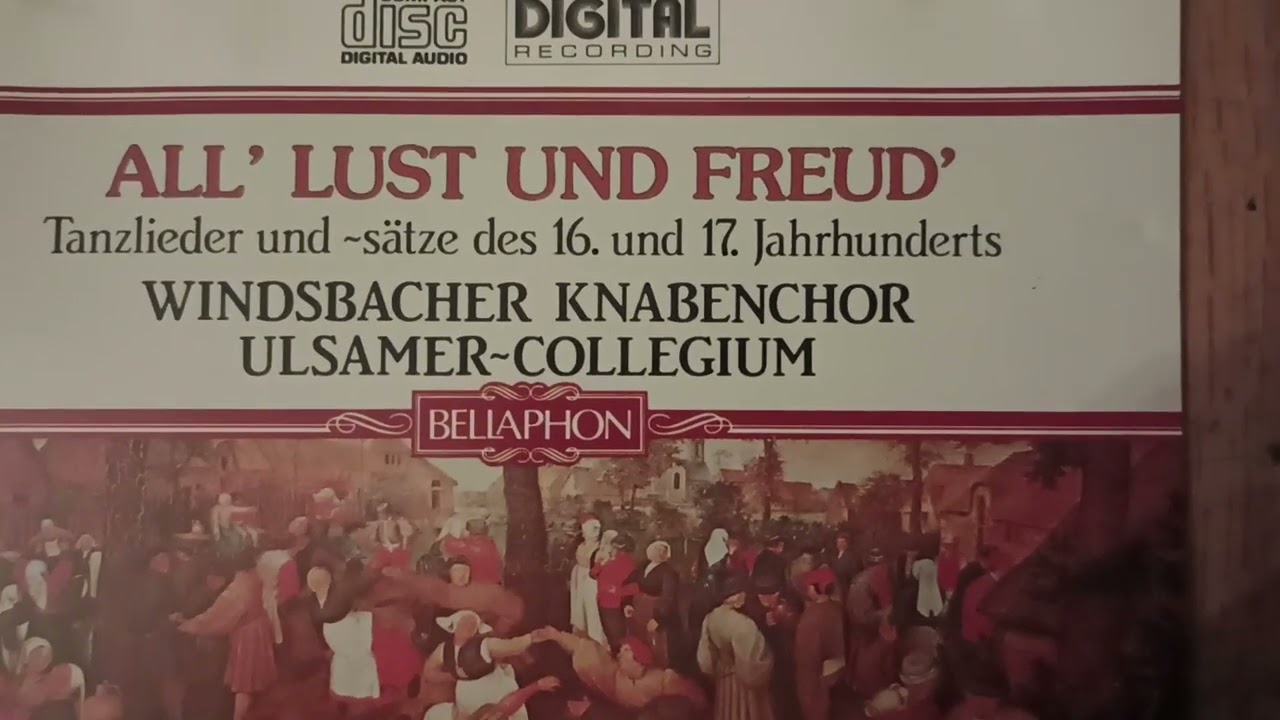 disc
DIGITAL AUDIO
DIGITAL
RECORDING
ALL' LUST UND FREUD'
Tanzlieder und ~sätze des 16. und 17. Jahrhunderts
WINDSBACHER KNABENCHOR
ULSAMER~COLLEGIUM
BELLAPHON